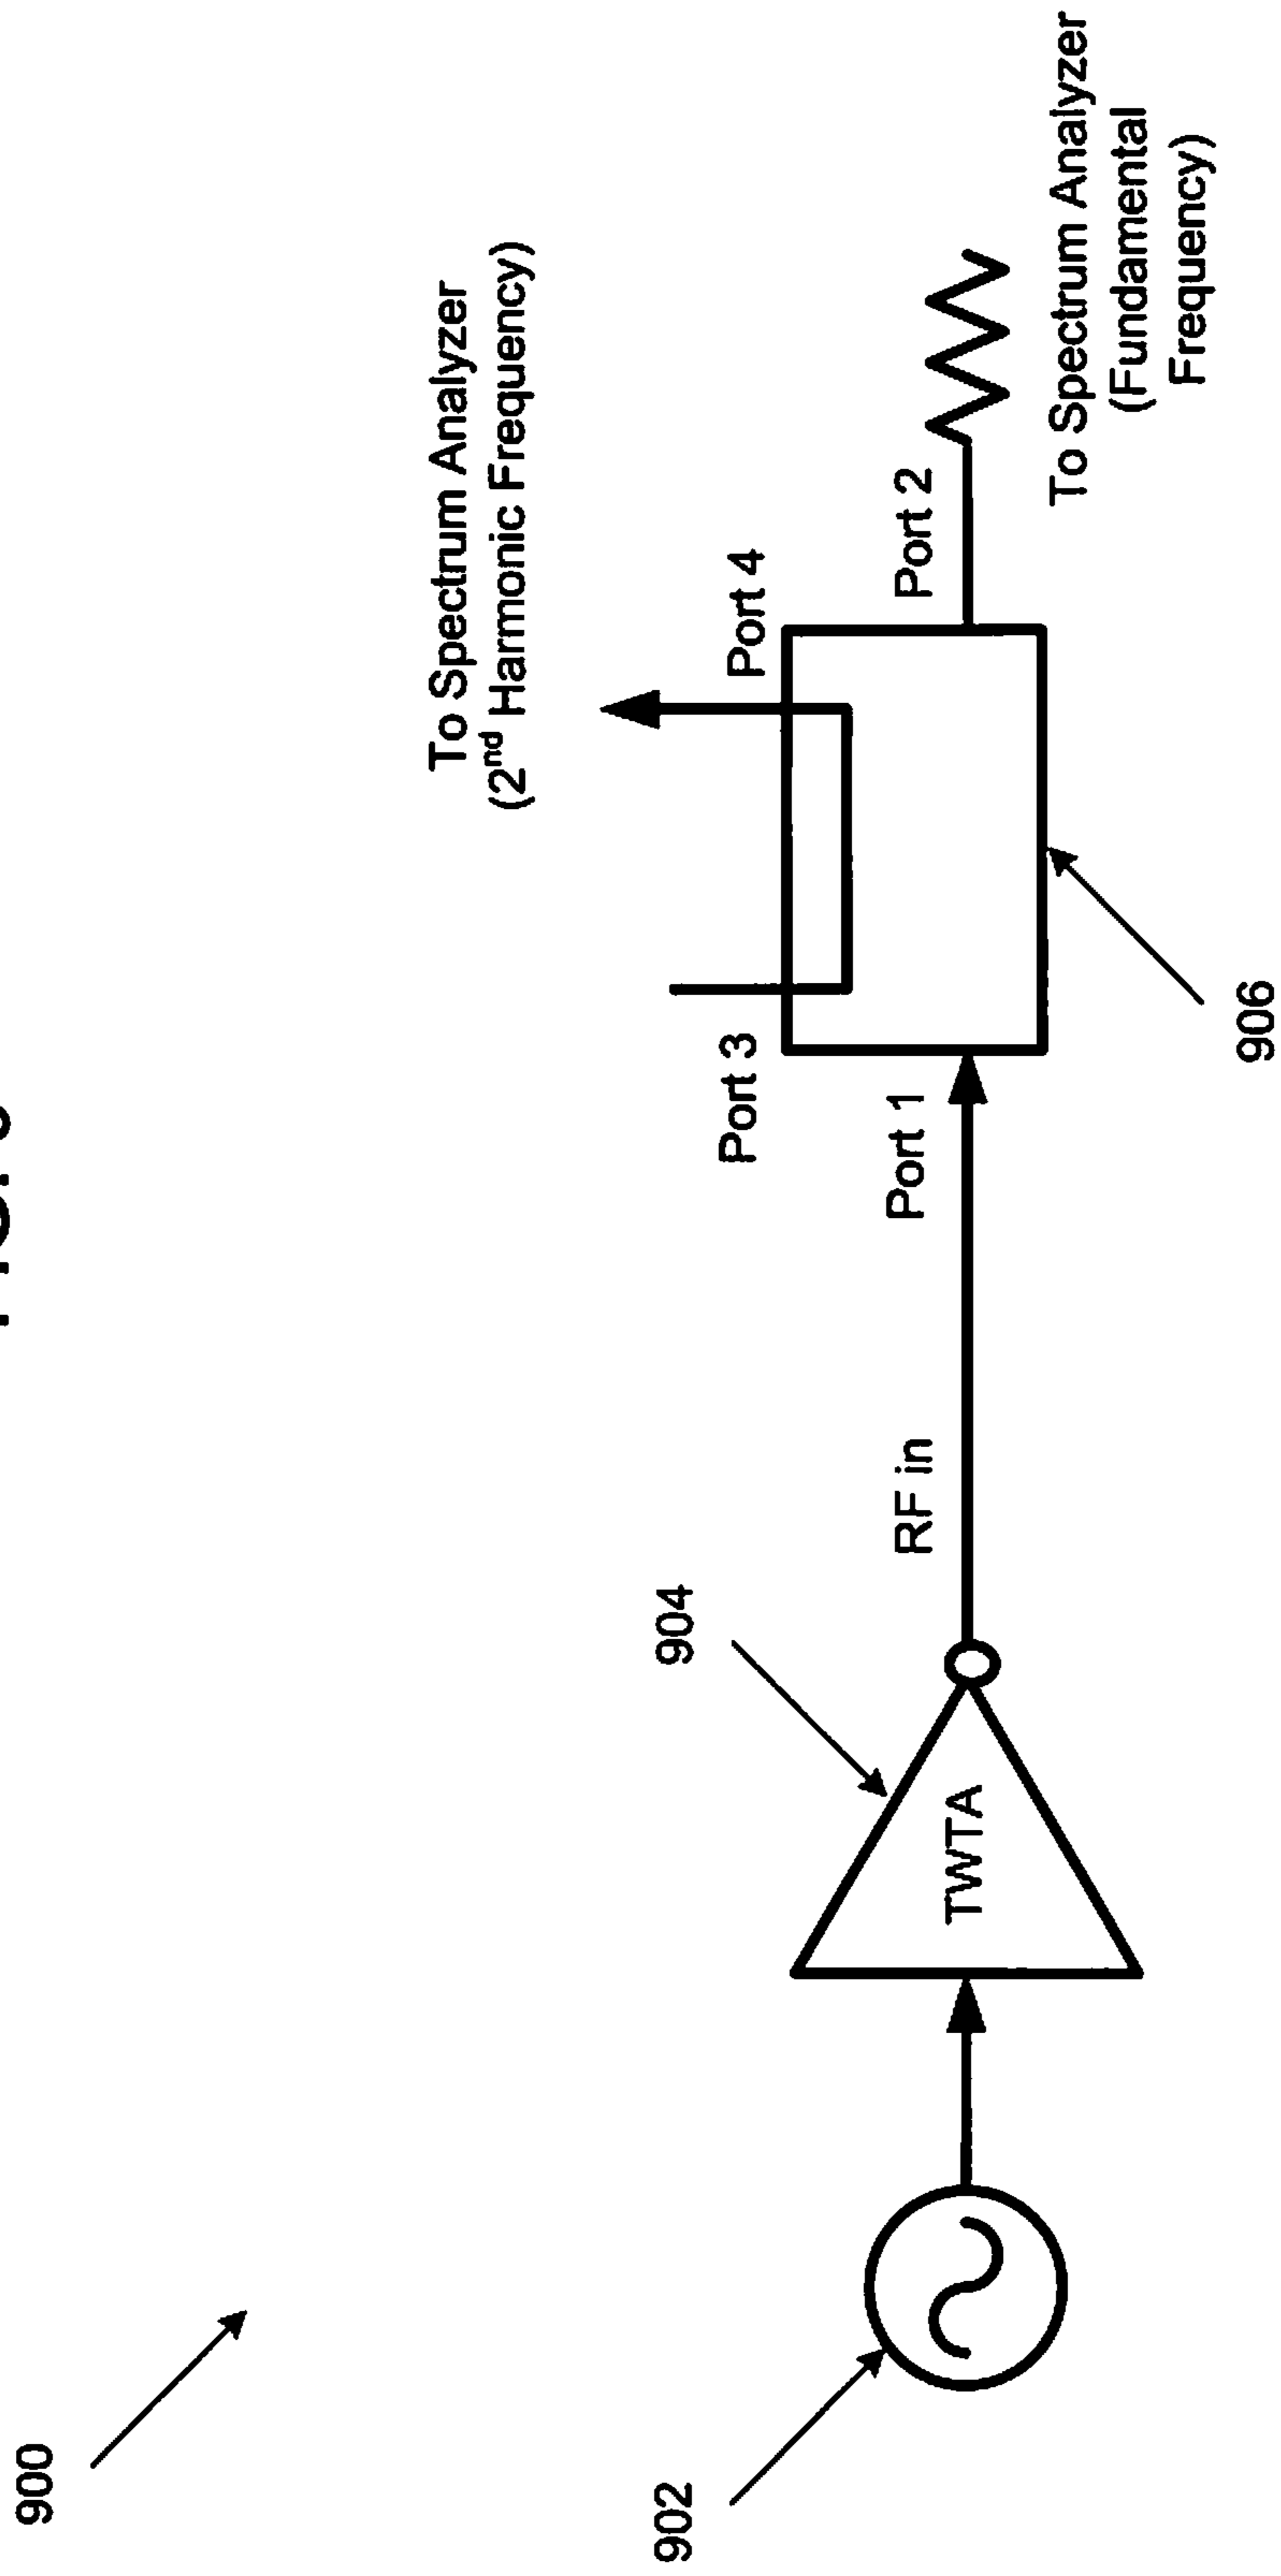 900
902
904
TWTA
RF in
Port 1
Port 3
906
Port 4
Port 2
To Spectrum Analyzer
(2nd Harmonic Frequency)
To Spectrum Analyzer
(Fundamental
Frequency)